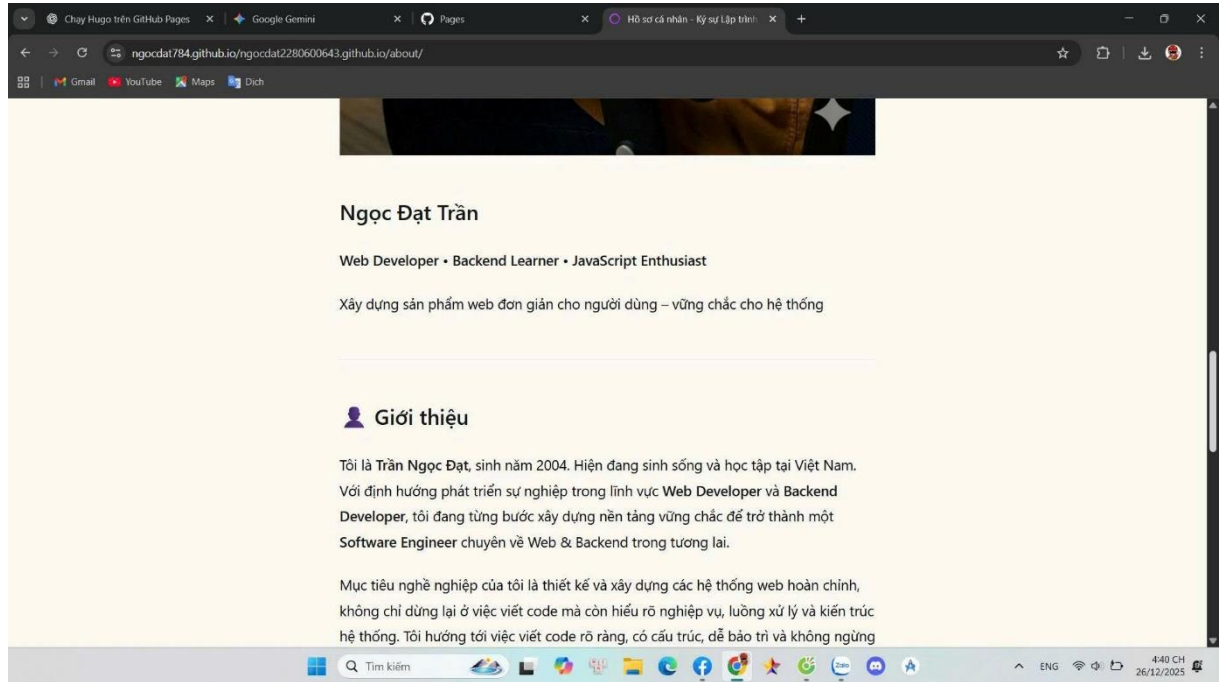 Chạy Hugo trên GitHub Pages
Google Gemini
Pages
Hồ sơ cá nhân - Ký sự Lập trình
ngocdat784.github.io/ngocdat2280600643.github.io/about/
Gmail YouTube Maps Dịch
Ngọc Đạt Trần
Web Developer • Backend Learner • JavaScript Enthusiast
Xây dựng sản phẩm web đơn giản cho người dùng – vững chắc cho hệ thống
Giới thiệu
Tôi là Trần Ngọc Đạt, sinh năm 2004. Hiện đang sinh sống và học tập tại Việt Nam.
Với định hướng phát triển sự nghiệp trong lĩnh vực Web Developer và Backend
Developer, tôi đang từng bước xây dựng nền tảng vững chắc để trở thành một
Software Engineer chuyên về Web & Backend trong tương lai.
Mục tiêu nghề nghiệp của tôi là thiết kế và xây dựng các hệ thống web hoàn chỉnh,
không chỉ dừng lại ở việc viết code mà còn hiểu rõ nghiệp vụ, luồng xử lý và kiến trúc
hệ thống. Tôi hướng tới việc viết code rõ ràng, có cấu trúc, dễ bảo trì và không ngừng
Tìm kiếm
Zalo
ENG
4:40 CH
26/12/2025